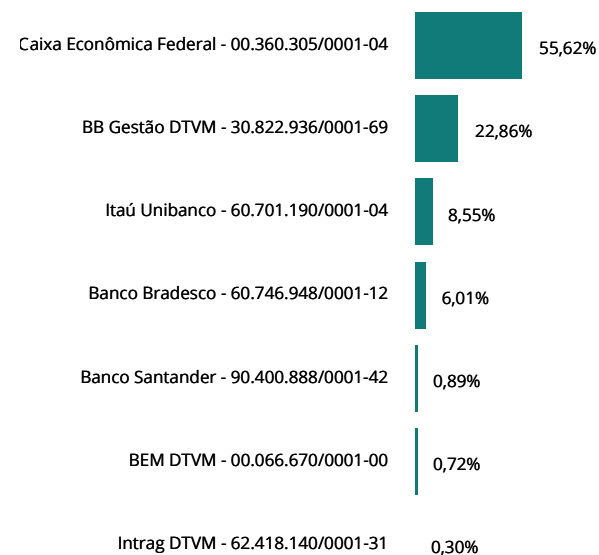 Caixa Econômica Federal - 00.360.305/0001-04 55,62%
BB Gestão DTVM - 30.822.936/0001-69 22,86%
Itaú Unibanco - 60.701.190/0001-04 8,55%
Banco Bradesco - 60.746.948/0001-12 6,01%
Banco Santander - 90.400.888/0001-42 0,89%
BEM DTVM - 00.066.670/0001-00 0,72%
Intrag DTVM - 62.418.140/0001-31 0,30%